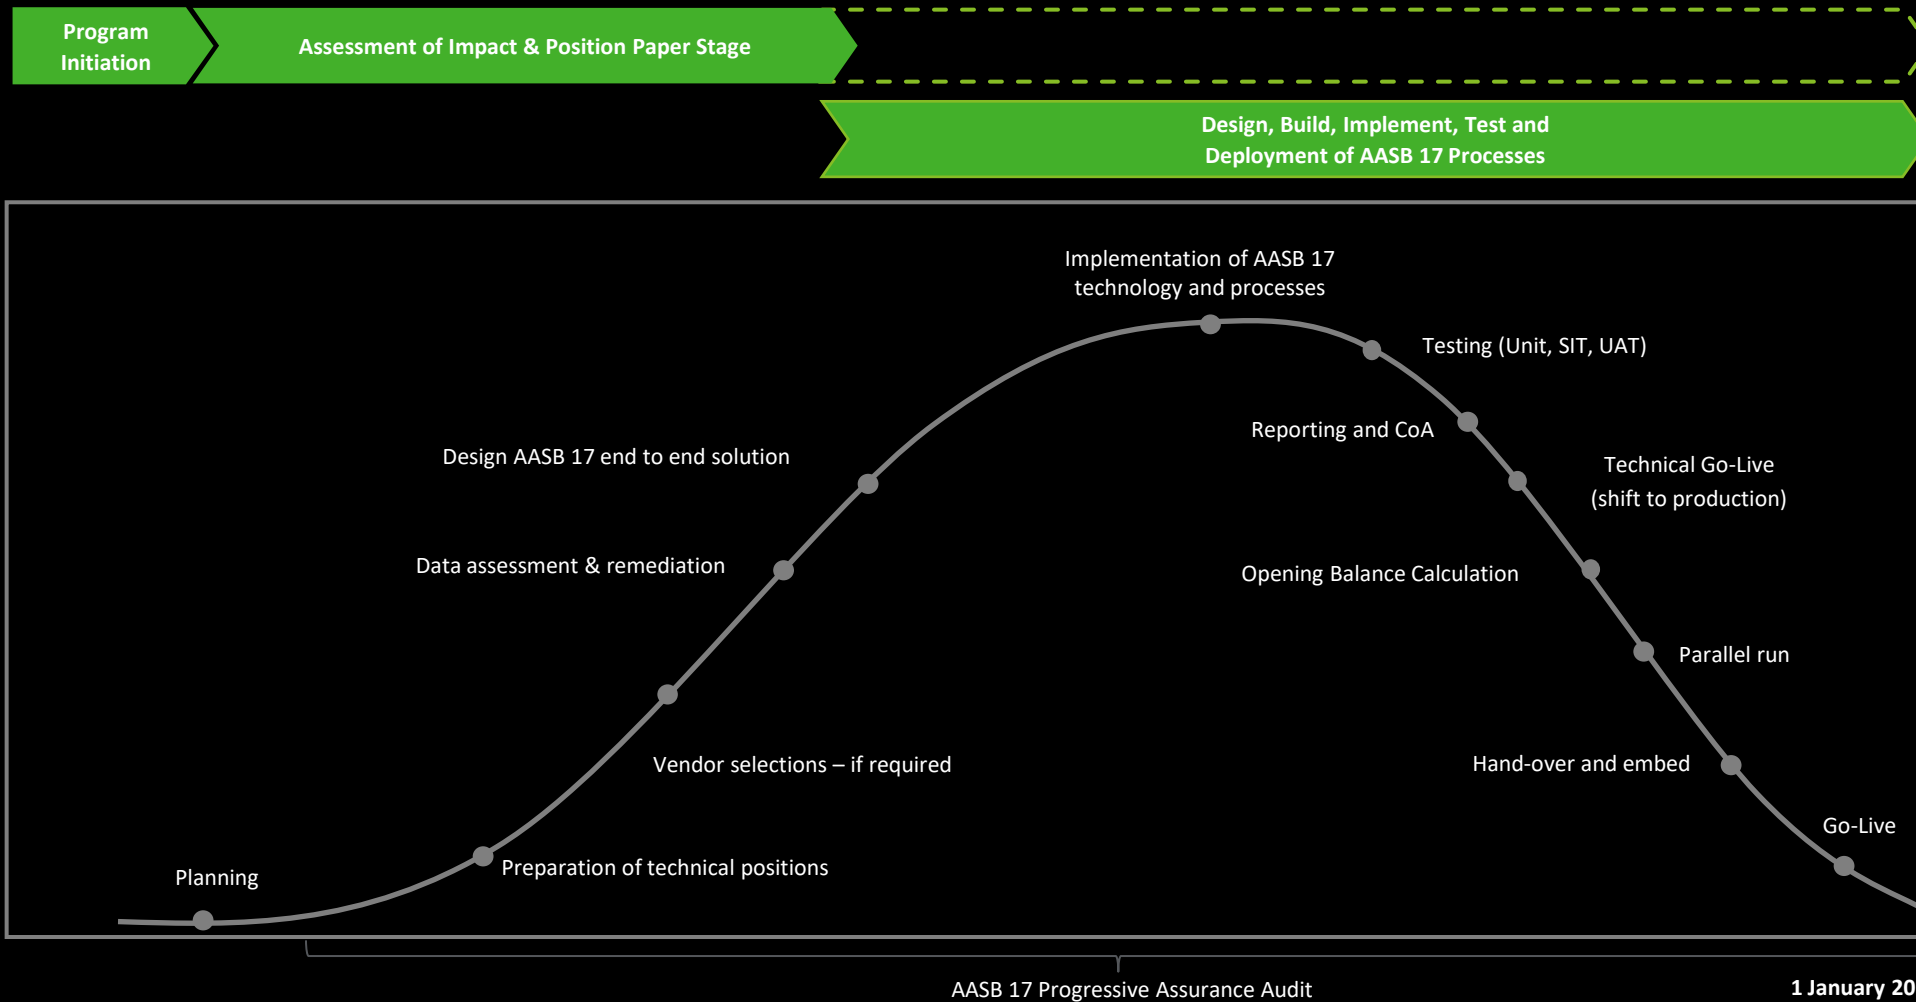 Program
Initiation
Assessment of Impact & Position Paper Stage
Design, Build, Implement, Test and
Deployment of AASB 17 Processes
Implementation of AASB 17
technology and processes
Testing (Unit, SIT, UAT)
Reporting and CoA
Design AASB 17 end to end solution
Technical Go-Live
(shift to production)
Data assessment & remediation
Opening Balance Calculation
Parallel run
Vendor selections – if required
Hand-over and embed
Go-Live
Preparation of technical positions
Planning
AASB 17 Progressive Assurance Audit
1 January 20